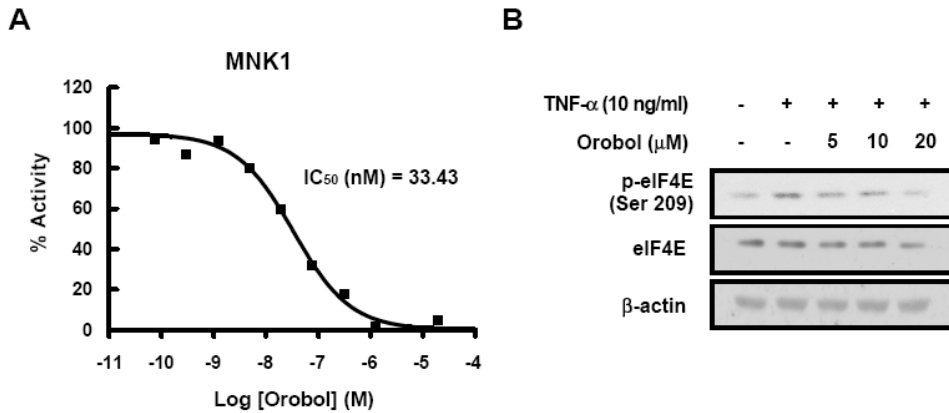 A
MNK1
120
100
80
60
40
20
0
% Activity
IC50 (nM) = 33.43
-11 -10 -9 -8 -7 -6 -5 -4
Log [Orobol] (M)
B
TNF-α (10 ng/ml) - + + + +
Orobol (μM) - - 5 10 20
p-eIF4E
(Ser 209)
eIF4E
β-actin